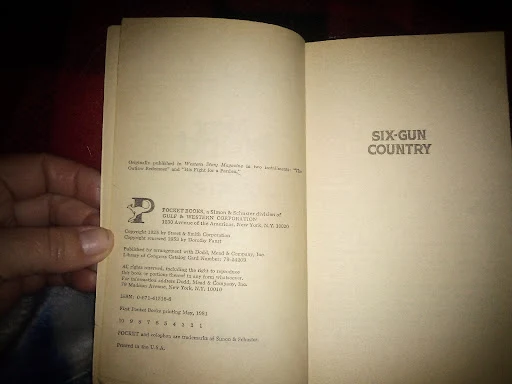 Originally published in Western Story Magazine in two installments: "The
Outlaw Redeemer" and "His Fight for a Pardon."
P
POCKET BOOKS, a Simon & Schuster division of
GULF & WESTERN CORPORATION
1230 Avenue of the Americas, New York, N.Y. 10020
Copyright 1925 by Street & Smith Corporation
Copyright renewed 1953 by Dorothy Faust
Published by arrangement with Dodd, Mead & Company, Inc.
Library of Congress Catalog Card Number:
All rights reserved, including the right to reproduce
this book or portions thereof in any form whatsoever.
For information address Dodd, Mead & Company, Inc.
79 Madison Avenue, New York, N.Y. 10016
ISBN:
First Pocket Books printing May, 1981
10 9 8 7 6 5 4 3 2 1
POCKET and colophon are trademarks of Simon & Schuster.
Printed in the U.S.A.
SIX-GUN
COUNTRY